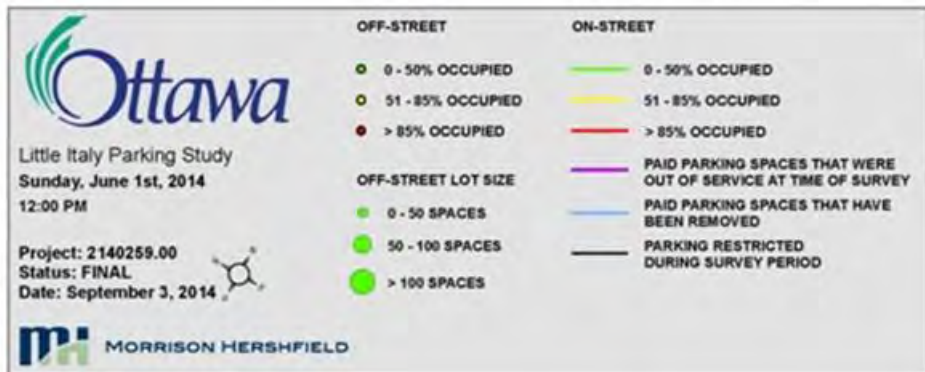 Ottawa
Little Italy Parking Study
Sunday, June 1st, 2014
12:00 PM
Project: 2140259.00
Status: FINAL
Date: September 3, 2014
MORRISON HERSHFIELD
OFF-STREET
0 - 50% OCCUPIED
51 - 85% OCCUPIED
> 85% OCCUPIED
OFF-STREET LOT SIZE
0 - 50 SPACES
50 - 100 SPACES
> 100 SPACES
ON-STREET
0 - 50% OCCUPIED
51 - 85% OCCUPIED
> 85% OCCUPIED
PAID PARKING SPACES THAT WERE
OUT OF SERVICE AT TIME OF SURVEY
PAID PARKING SPACES THAT HAVE
BEEN REMOVED
PARKING RESTRICTED
DURING SURVEY PERIOD